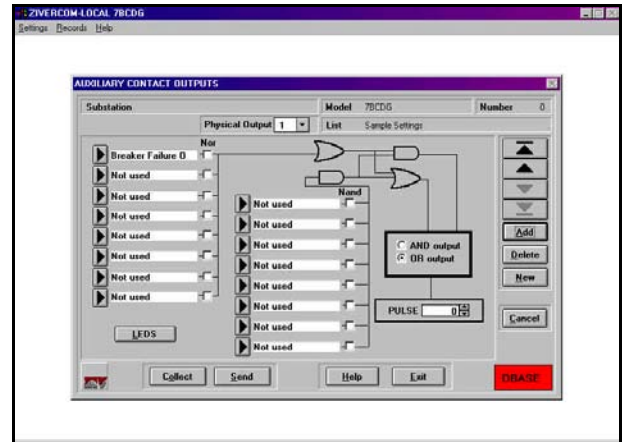 ZIVERCOM-LOCAL 7BCDG
Settings Records Help
AUXILIARY CONTACT OUTPUTS
Substation Model 7BCDG Number 0
Physical Output 1 List Sample Settings
Nor
Breaker Failure O
Not used
Not used
Not used
Not used
Not used
Not used
Not used
Nand
Not used
Not used
Not used
Not used
Not used
Not used
Not used
Not used
AND output
OR output
PULSE 0
LEDS
Add
Delete
New
Cancel
Collect Send Help Exit
DBASE